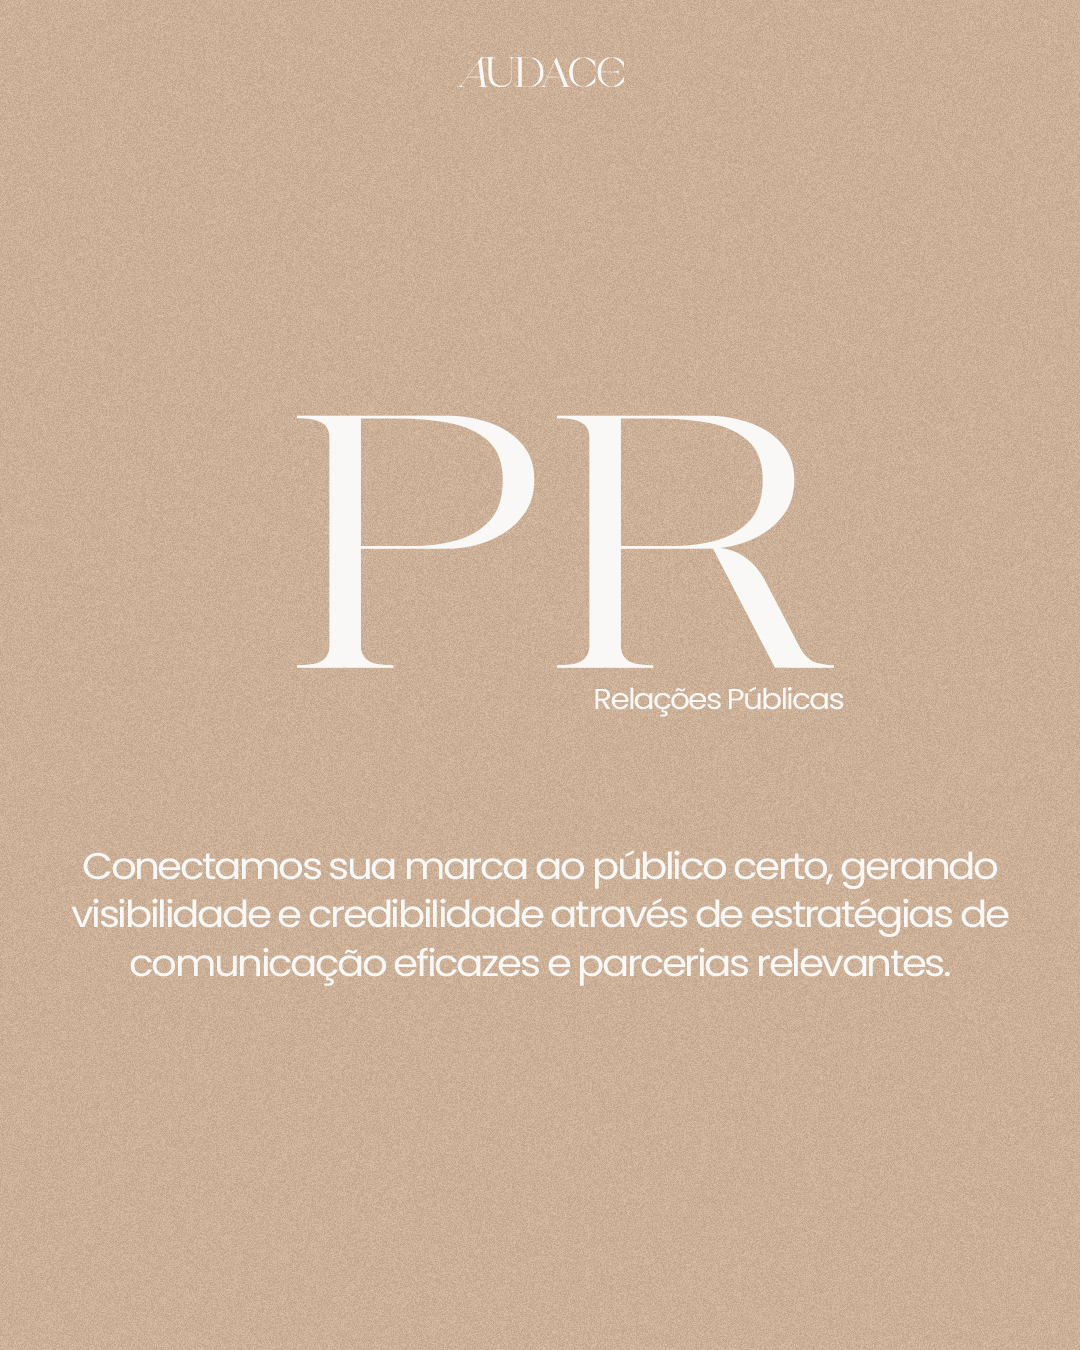 AUDACE
PR
Relações Públicas
Conectamos sua marca ao público certo, gerando
visibilidade e credibilidade através de estratégias de
comunicação eficazes e parcerias relevantes.